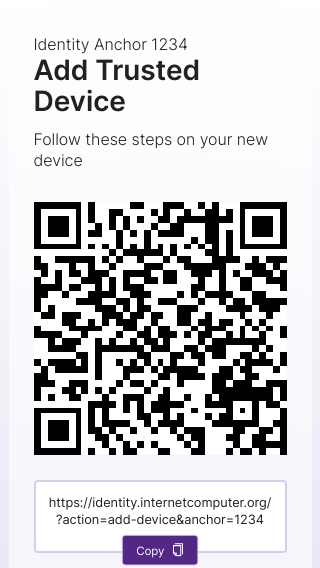 Identity Anchor 1234
Add Trusted
Device
Follow these steps on your new
device
https://identity.internetcomputer.org/
?action=add-device&anchor=1234
Copy